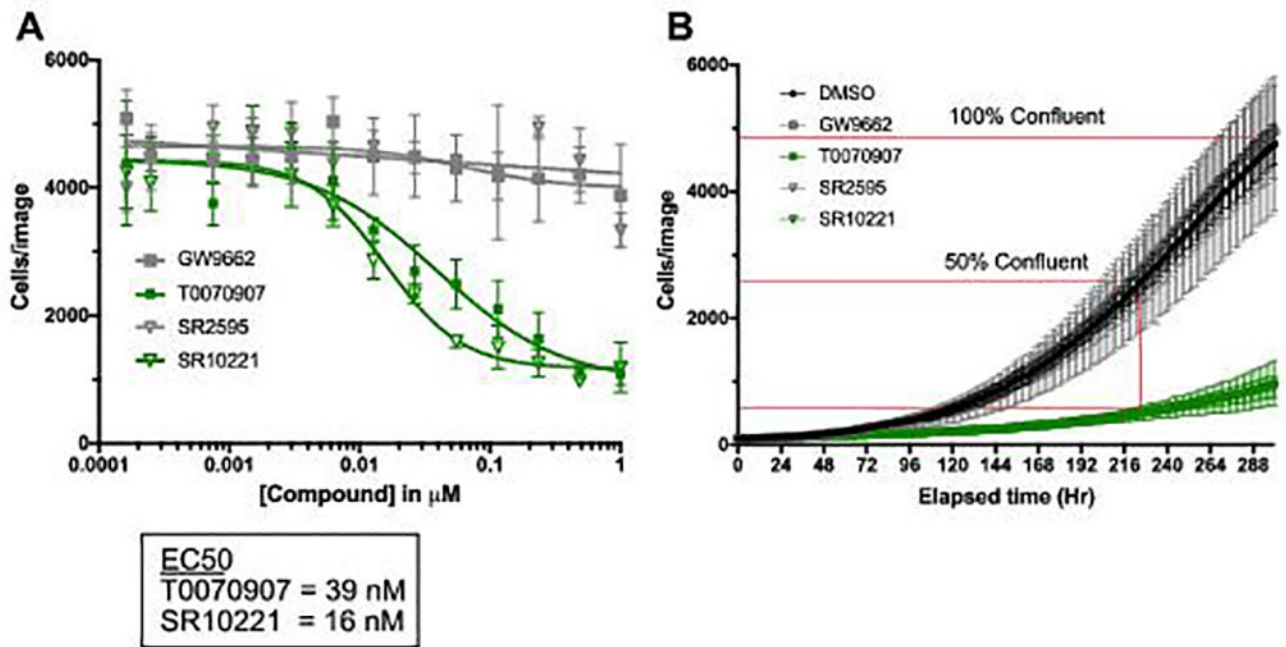 A
6000
4000
2000
0
Cells/image
GW9662
T0070907
SR2595
SR10221
0.0001 0.001 0.01 0.1 1
[Compound] in μM
EC50
T0070907 = 39 nM
SR10221 = 16 nM
B
6000
4000
2000
0
Cells/image
DMSO
GW9662
T0070907
SR2595
SR10221
100% Confluent
50% Confluent
0 24 48 72 96 120 144 168 192 216 240 264 288
Elapsed time (Hr)